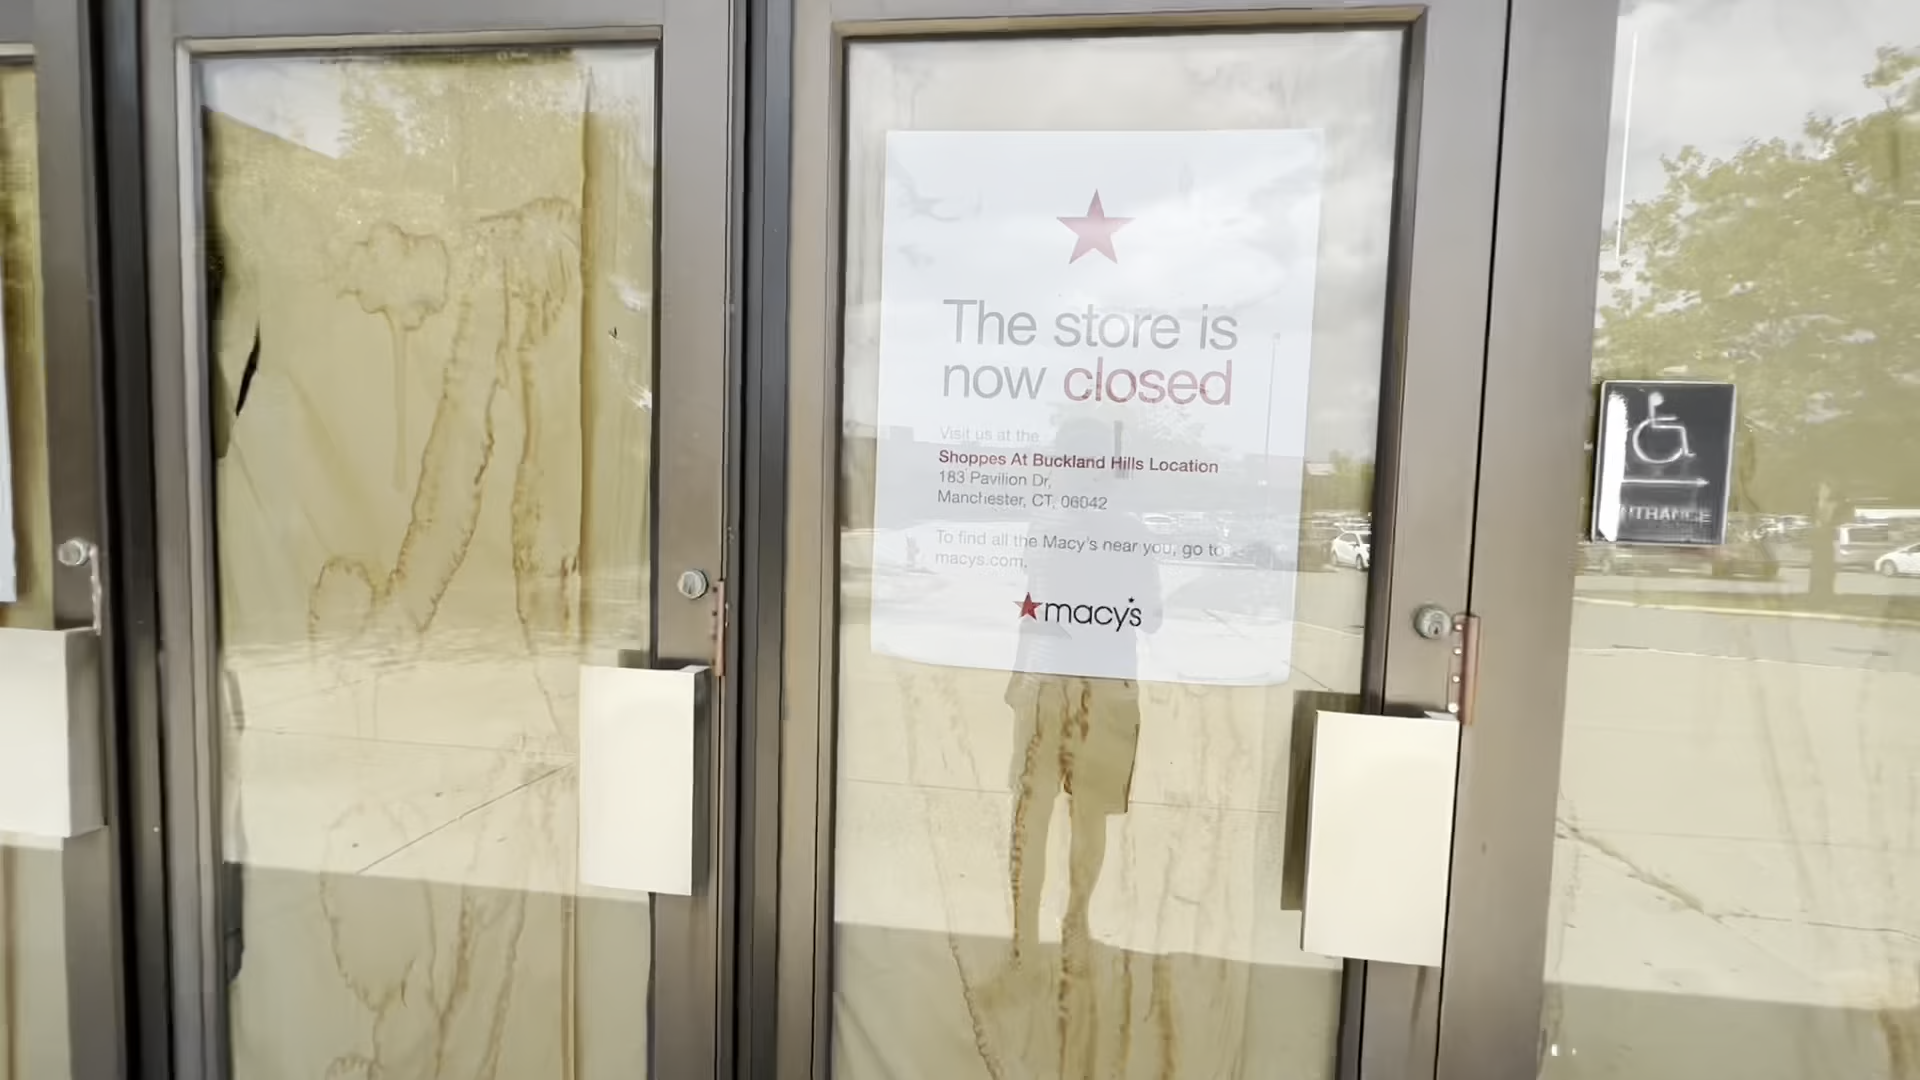 The store is
now closed
Visit us at the
Shoppes At Buckland Hills Location
183 Pavilion Dr,
Manchester, CT, 06042
To find all the Macy's near you, go to
macys.com.
macy's
ENTRANCE